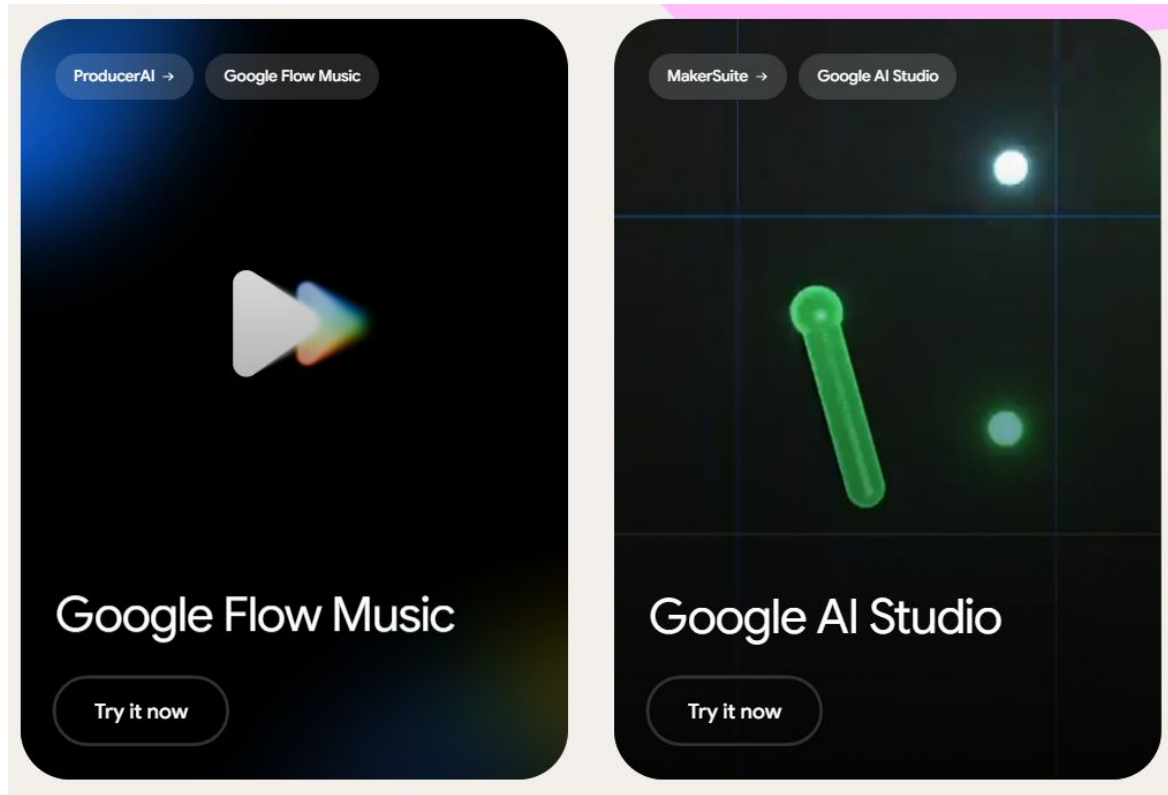 ProducerAI → Google Flow Music
Google Flow Music
Try it now
MakerSuite → Google AI Studio
Google AI Studio
Try it now